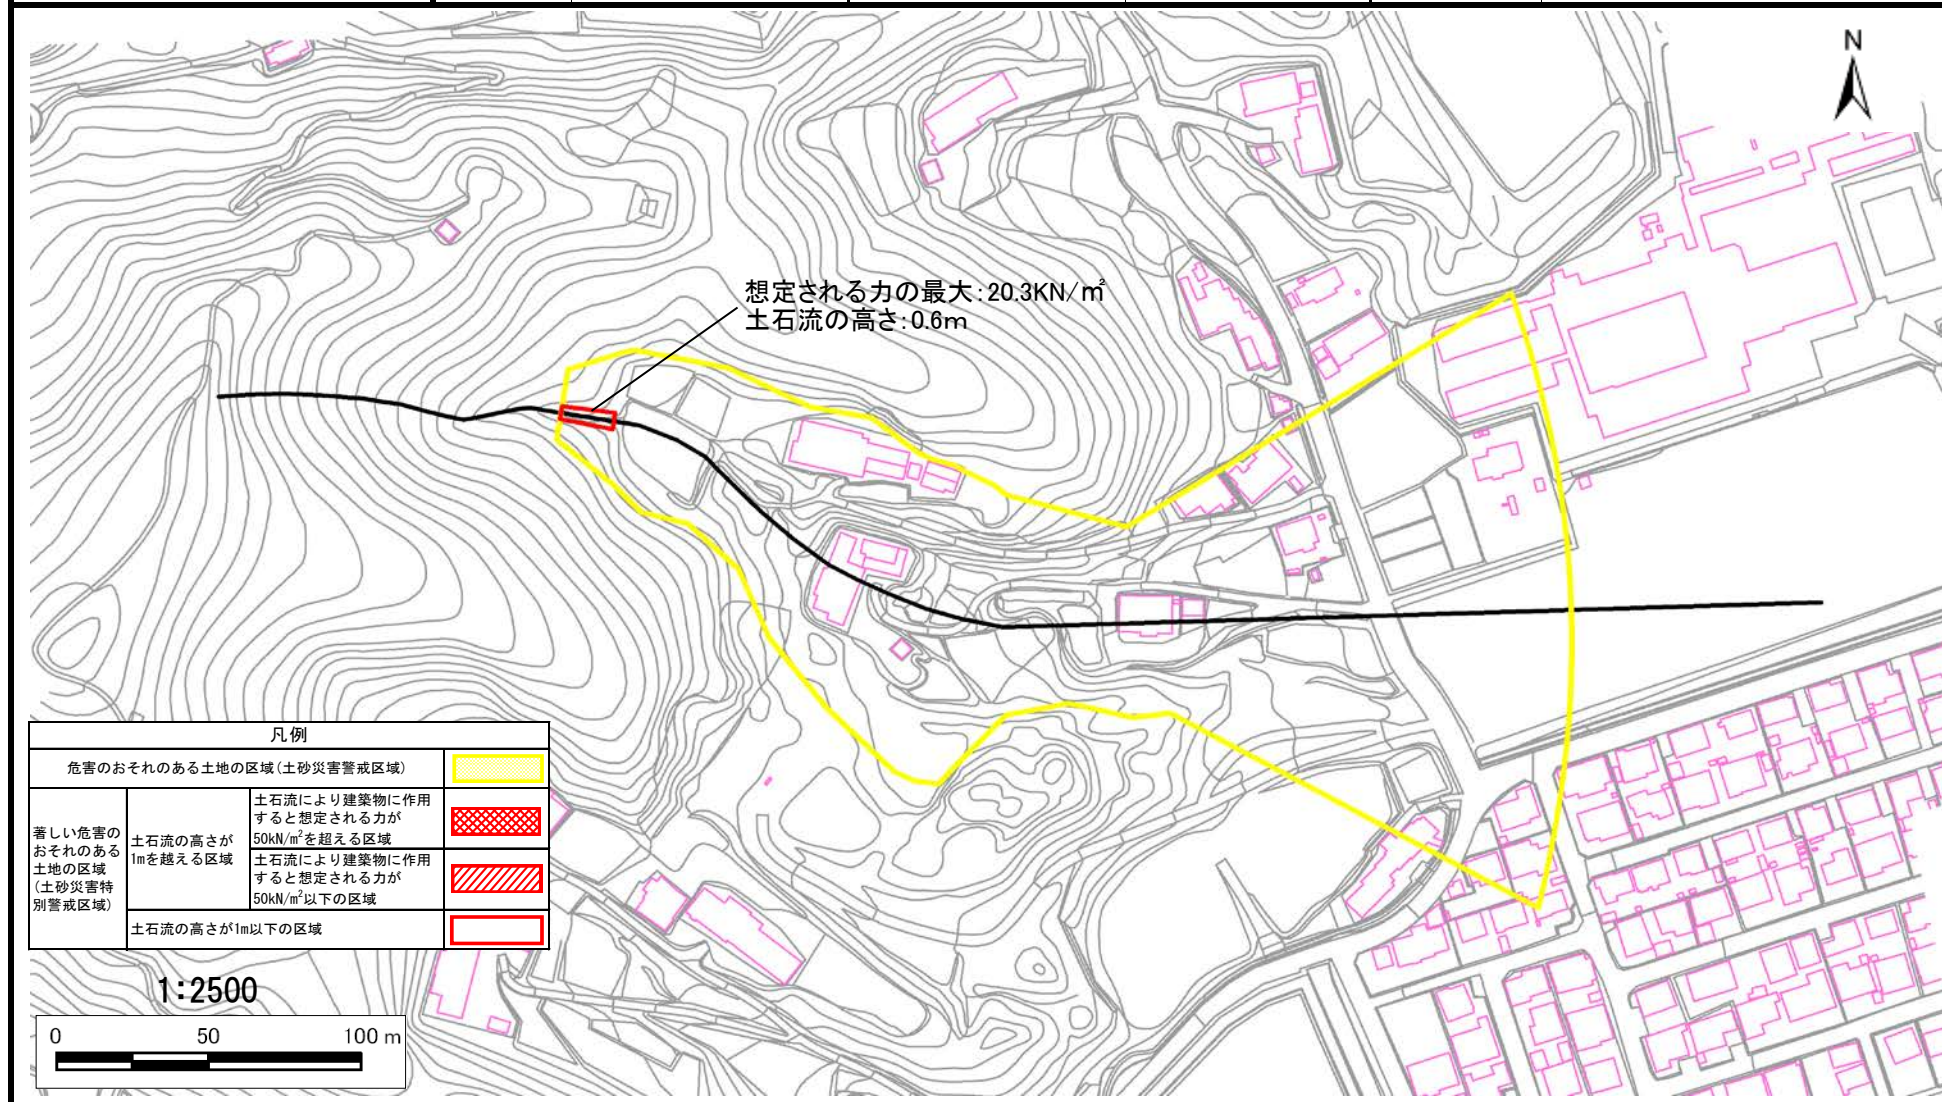 N
想定される力の最大:20.3KN/㎡
土石流の高さ:0.6m
凡例
危害のおそれのある土地の区域(土砂災害警戒区域)
著しい危害の
おそれのある
土地の区域
(土砂災害特
別警戒区域)
土石流の高さが
1mを越える区域
土石流により建築物に作用
すると想定される力が
50kN/m²を超える区域
土石流により建築物に作用
すると想定される力が
50kN/m²以下の区域
土石流の高さが1m以下の区域
1:2500
0 50 100 m